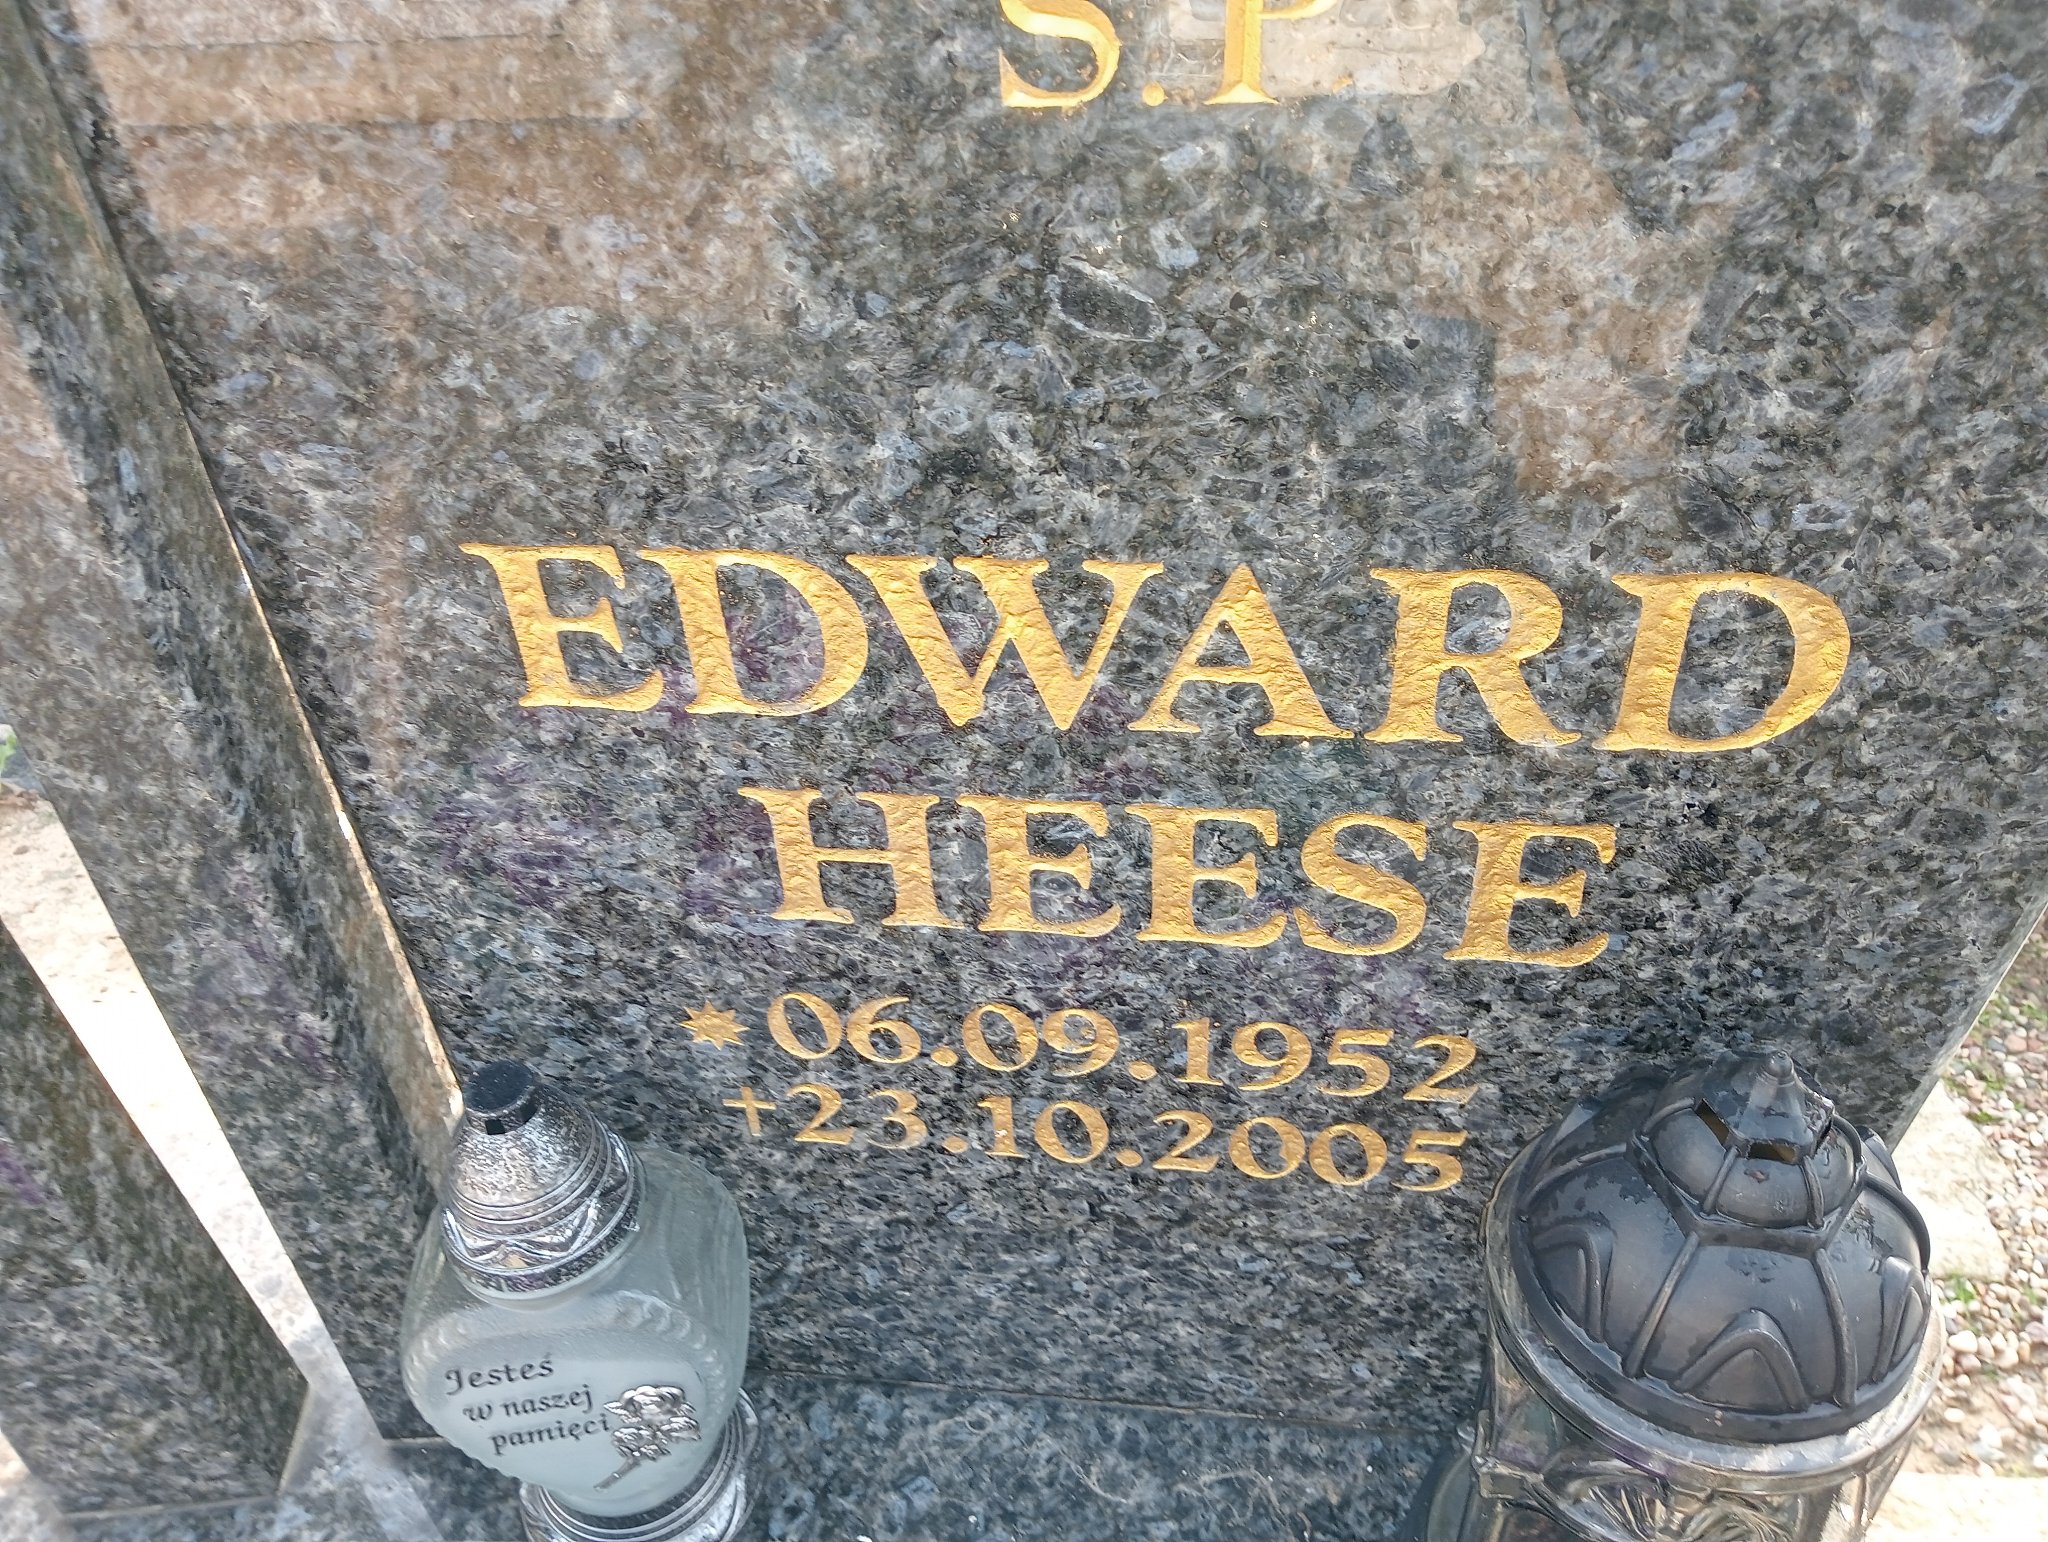 Ś.P
EDWARD
HEESE
* 06.09.1952
+ 23.10.2005
Jesteś
w naszej
pamięci